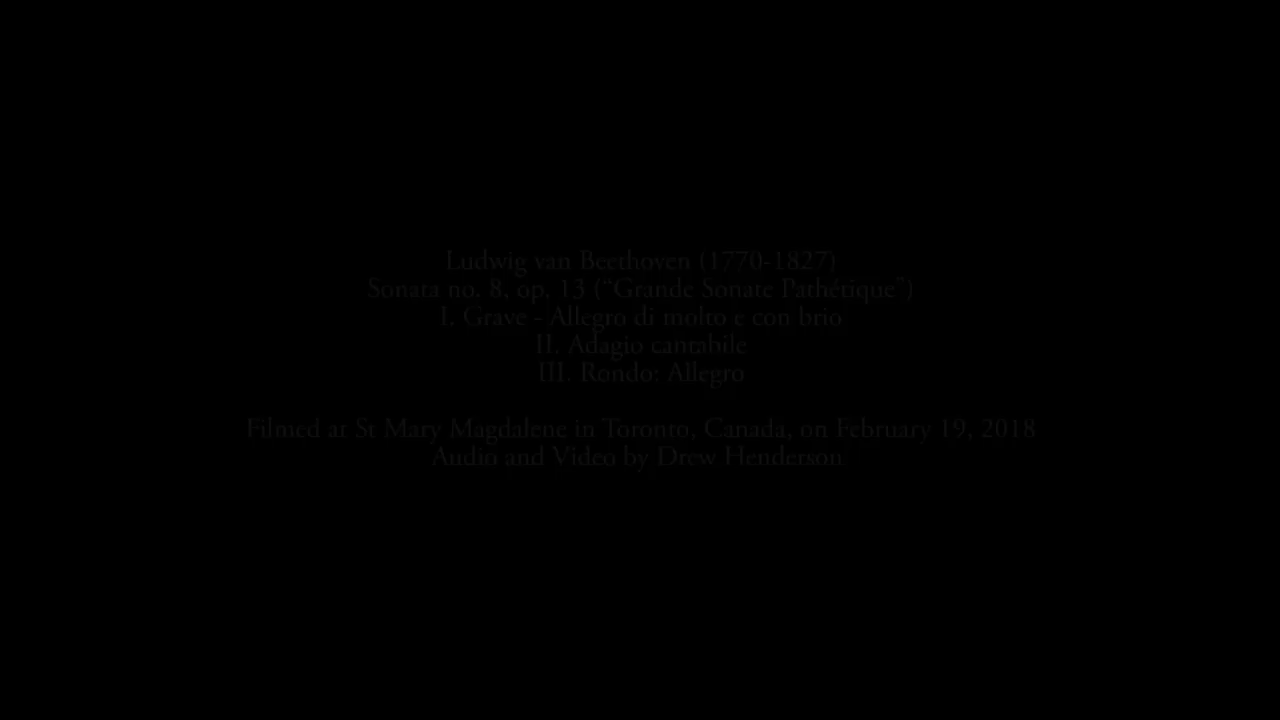 Ludwig van Beethoven (1770-1827)
Sonata no. 8, op. 13 (“Grande Sonate Pathétique”)
I. Grave - Allegro di molto e con brio
II. Adagio cantabile
III. Rondo: Allegro
Filmed at St Mary Magdalene in Toronto, Canada, on February 19, 2018
Audio and Video by Drew Henderson